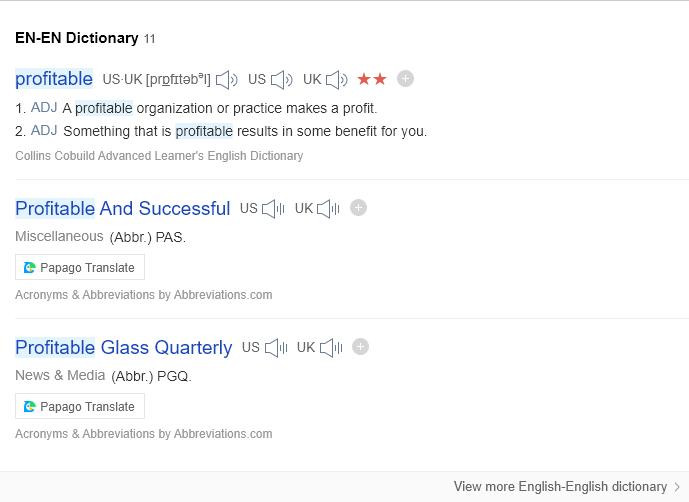 EN-EN Dictionary 11
profitable US·UK [prɒfɪtəbᵊl] US UK ★★
1. ADJ A profitable organization or practice makes a profit.
2. ADJ Something that is profitable results in some benefit for you.
Collins Cobuild Advanced Learner's English Dictionary
Profitable And Successful US UK
Miscellaneous (Abbr.) PAS.
Papago Translate
Acronyms & Abbreviations by Abbreviations.com
Profitable Glass Quarterly US UK
News & Media (Abbr.) PGQ.
Papago Translate
Acronyms & Abbreviations by Abbreviations.com
View more English-English dictionary >